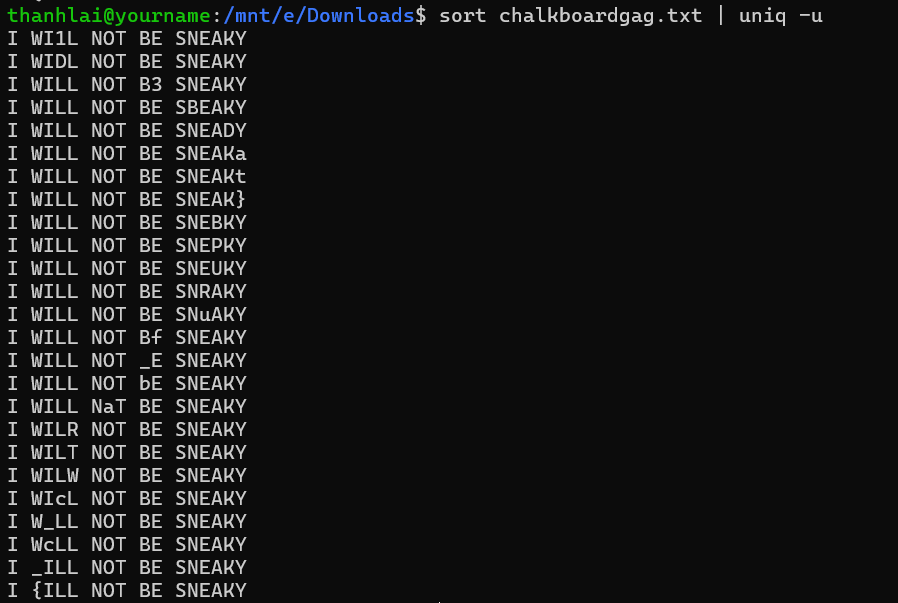 thanhlai@yourname:/mnt/e/Downloads$ sort chalkboardgag.txt | uniq -u
I WI1L NOT BE SNEAKY
I WIDL NOT BE SNEAKY
I WILL NOT B3 SNEAKY
I WILL NOT BE SBEAKY
I WILL NOT BE SNEADY
I WILL NOT BE SNEAKa
I WILL NOT BE SNEAKt
I WILL NOT BE SNEAK}
I WILL NOT BE SNEBKY
I WILL NOT BE SNEPKY
I WILL NOT BE SNEUKY
I WILL NOT BE SNRAKY
I WILL NOT BE SNuAKY
I WILL NOT Bf SNEAKY
I WILL NOT _E SNEAKY
I WILL NOT bE SNEAKY
I WILL NaT BE SNEAKY
I WILR NOT BE SNEAKY
I WILT NOT BE SNEAKY
I WILW NOT BE SNEAKY
I WIcL NOT BE SNEAKY
I W_LL NOT BE SNEAKY
I WcLL NOT BE SNEAKY
I _ILL NOT BE SNEAKY
I {ILL NOT BE SNEAKY